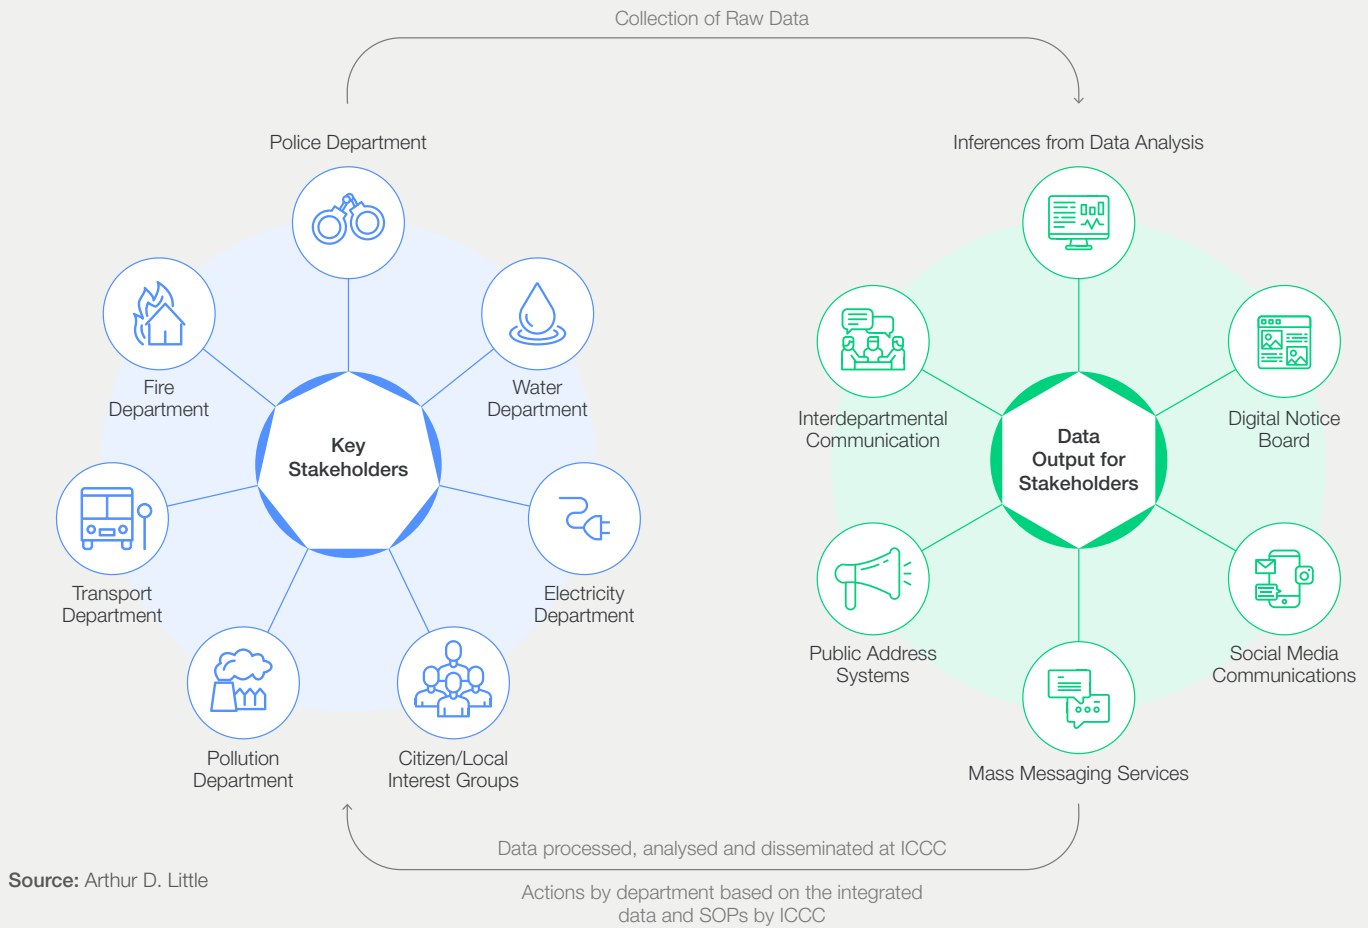 Collection of Raw Data
Police Department
Fire
Department
Water
Department
Key
Stakeholders
Transport
Department
Electricity
Department
Pollution
Department
Citizen/Local
Interest Groups
Inferences from Data Analysis
Interdepartmental
Communication
Digital Notice
Board
Data
Output for
Stakeholders
Public Address
Systems
Social Media
Communications
Mass Messaging Services
Data processed, analysed and disseminated at ICCC
Actions by department based on the integrated
data and SOPs by ICCC
Source: Arthur D. Little